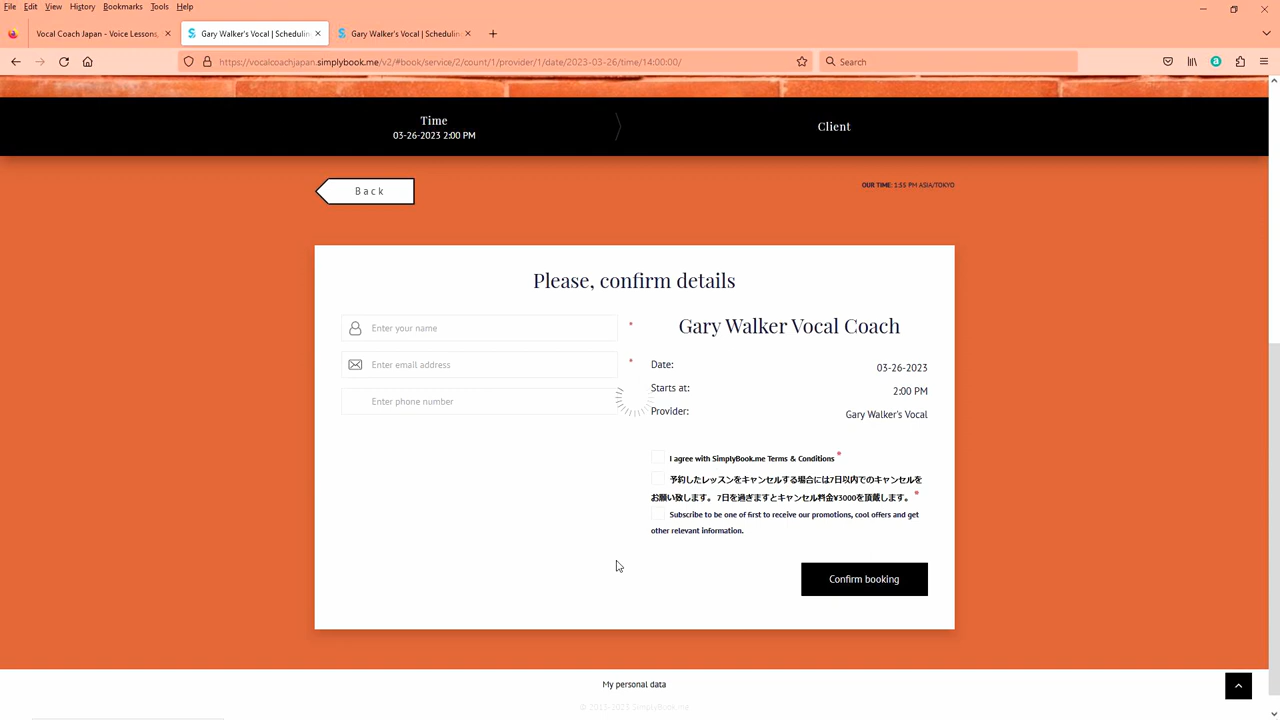 File Edit View History Bookmarks Tools Help
Vocal Coach Japan - Voice Lessons,
Gary Walker's Vocal | Schedulin
Gary Walker's Vocal | Schedulin
https://vocalcoachjapan.simplybook.me/v2/#book/service/2/count/1/provider/1/date/2023-03-26/time/14:00:00/
Search
Time
03-26-2023 2:00 PM
Client
Back
OUR TIME: 1:55 PM ASIA/TOKYO
Please, confirm details
Enter your name *
Enter email address *
Enter phone number
Gary Walker Vocal Coach
Date: 03-26-2023
Starts at: 2:00 PM
Provider: Gary Walker's Vocal
I agree with SimplyBook.me Terms & Conditions *
予約したレッスンをキャンセルする場合には7日以内でのキャンセルを
お願い致します。 7日を過ぎますとキャンセル料金¥3000を頂戴します。 *
Subscribe to be one of first to receive our promotions, cool offers and get
other relevant information.
Confirm booking
My personal data